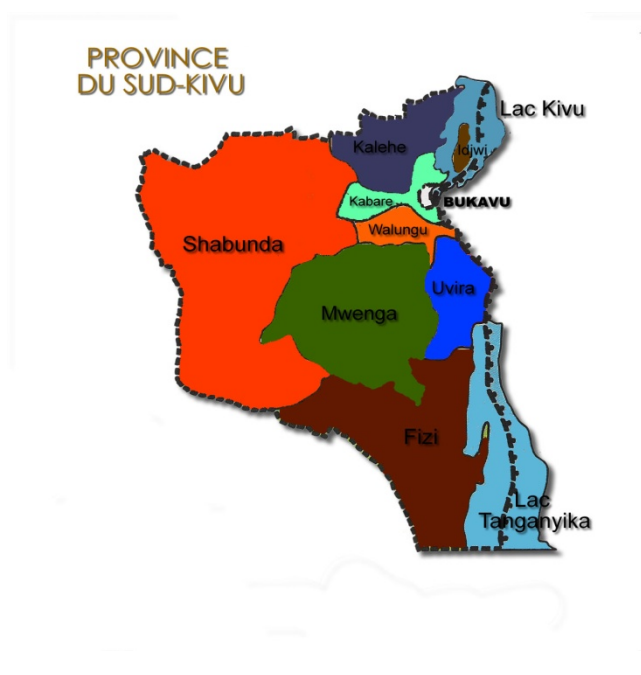 PROVINCE
DU SUD-KIVU
Lac Kivu
Kalehe
Idjwi
Kabare
BUKAVU
Walungu
Shabunda
Uvira
Mwenga
Fizi
Lac
Tanganyika